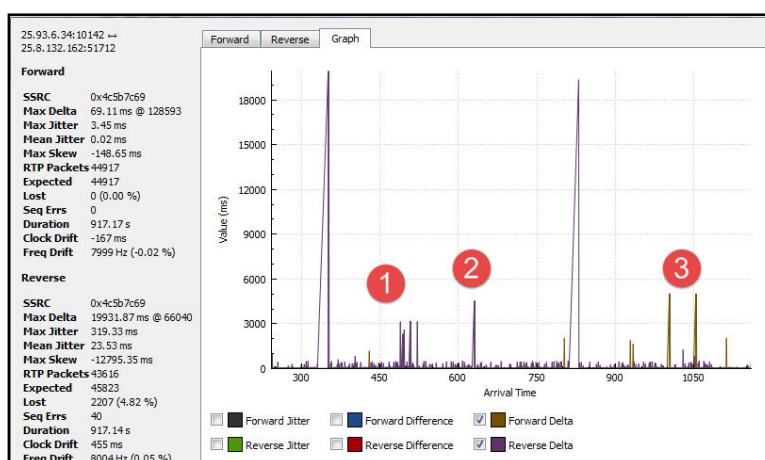 25.93.6.34:10142 ↔
25.8.132.162:51712
Forward
SSRC 0x4c5b7c69
Max Delta 69.11 ms @ 128593
Max Jitter 3.45 ms
Mean Jitter 0.02 ms
Max Skew -148.65 ms
RTP Packets 44917
Expected 44917
Lost 0 (0.00 %)
Seq Errs 0
Duration 917.17 s
Clock Drift -167 ms
Freq Drift 7999 Hz (-0.02 %)
Reverse
SSRC 0x4c5b7c69
Max Delta 19931.87 ms @ 66040
Max Jitter 319.33 ms
Mean Jitter 23.53 ms
Max Skew -12795.35 ms
RTP Packets 43616
Expected 45823
Lost 2207 (4.82 %)
Seq Errs 40
Duration 917.14 s
Clock Drift 455 ms
Freq Drift 8004 Hz (0.05 %)
Forward Reverse Graph
Value (ms)
18000
15000
12000
9000
6000
3000
0
1 2 3
300 450 600 750 900 1050
Arrival Time
Forward Jitter Forward Difference Forward Delta
Reverse Jitter Reverse Difference Reverse Delta